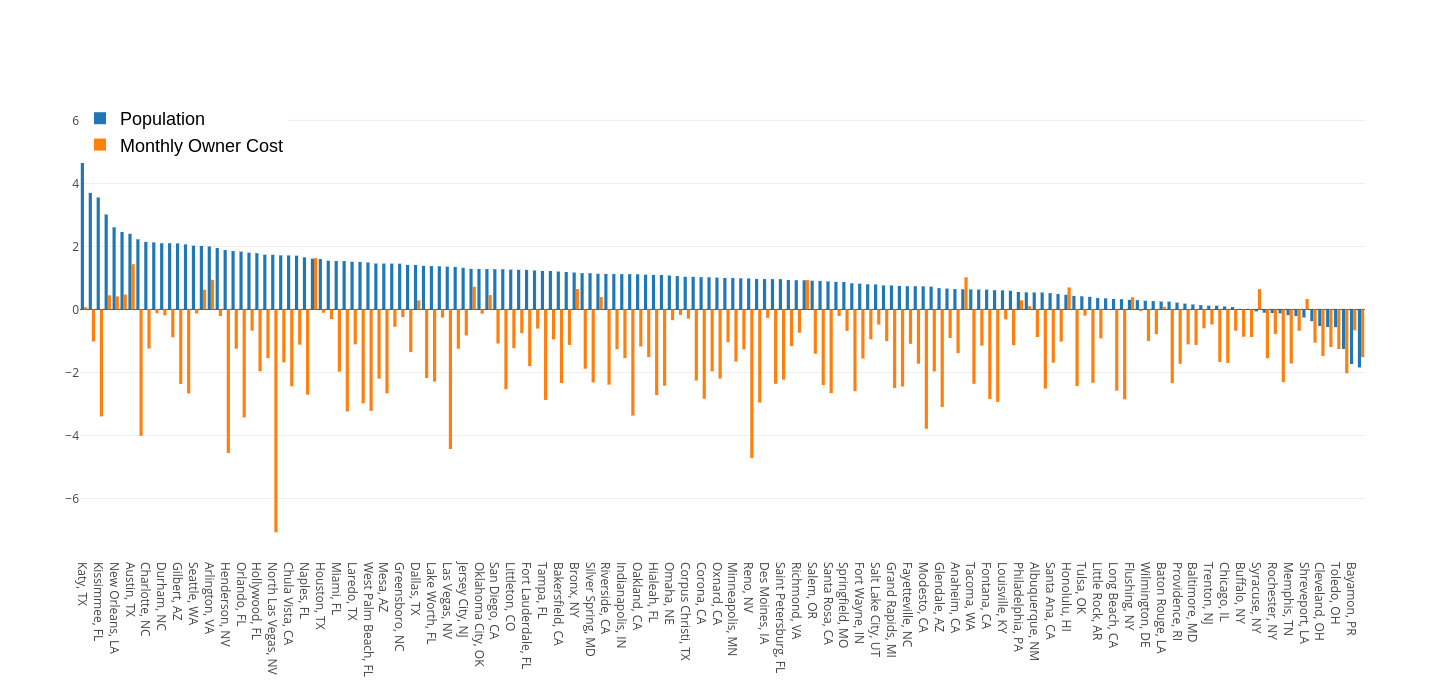 Population
Monthly Owner Cost
6
4
2
0
−2
−4
−6
Katy, TX
Kissimmee, FL
New Orleans, LA
Austin, TX
Charlotte, NC
Durham, NC
Gilbert, AZ
Seattle, WA
Arlington, VA
Henderson, NV
Orlando, FL
Hollywood, FL
North Las Vegas, NV
Chula Vista, CA
Naples, FL
Houston, TX
Miami, FL
Laredo, TX
West Palm Beach, FL
Mesa, AZ
Greensboro, NC
Dallas, TX
Lake Worth, FL
Las Vegas, NV
Jersey City, NJ
Oklahoma City, OK
San Diego, CA
Littleton, CO
Fort Lauderdale, FL
Tampa, FL
Bakersfield, CA
Bronx, NY
Silver Spring, MD
Riverside, CA
Indianapolis, IN
Oakland, CA
Hialeah, FL
Omaha, NE
Corpus Christi, TX
Corona, CA
Oxnard, CA
Minneapolis, MN
Reno, NV
Des Moines, IA
Saint Petersburg, FL
Richmond, VA
Salem, OR
Santa Rosa, CA
Springfield, MO
Fort Wayne, IN
Salt Lake City, UT
Grand Rapids, MI
Fayetteville, NC
Modesto, CA
Glendale, AZ
Anaheim, CA
Tacoma, WA
Fontana, CA
Louisville, KY
Philadelphia, PA
Albuquerque, NM
Santa Ana, CA
Honolulu, HI
Tulsa, OK
Little Rock, AR
Long Beach, CA
Flushing, NY
Wilmington, DE
Baton Rouge, LA
Providence, RI
Baltimore, MD
Trenton, NJ
Chicago, IL
Buffalo, NY
Syracuse, NY
Rochester, NY
Memphis, TN
Shreveport, LA
Cleveland, OH
Toledo, OH
Bayamon, PR